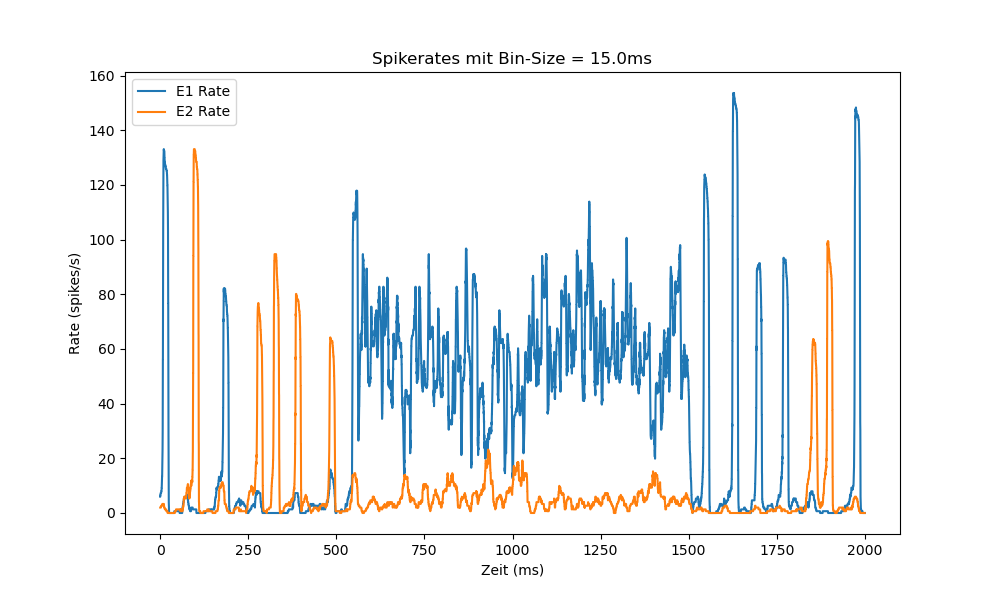 Spikerates mit Bin-Size = 15.0ms
E1 Rate
E2 Rate
Rate (spikes/s)
160
140
120
100
80
60
40
20
0
0 250 500 750 1000 1250 1500 1750 2000
Zeit (ms)